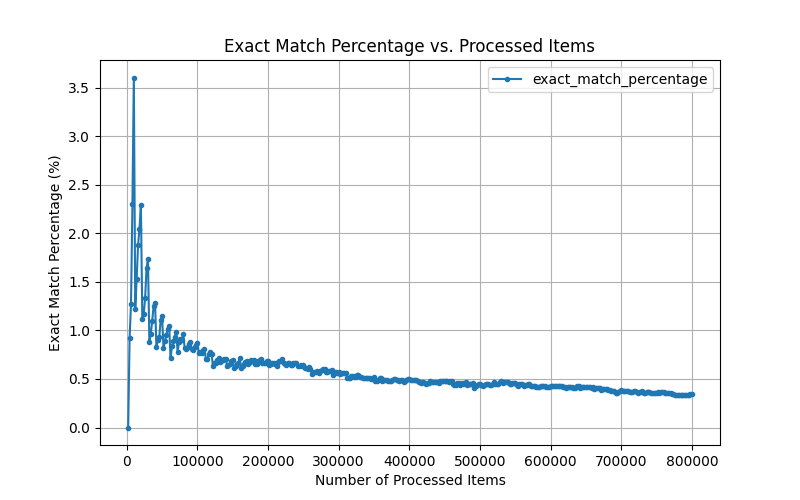 Exact Match Percentage vs. Processed Items
exact_match_percentage
Exact Match Percentage (%)
3.5
3.0
2.5
2.0
1.5
1.0
0.5
0.0
0 100000 200000 300000 400000 500000 600000 700000 800000
Number of Processed Items